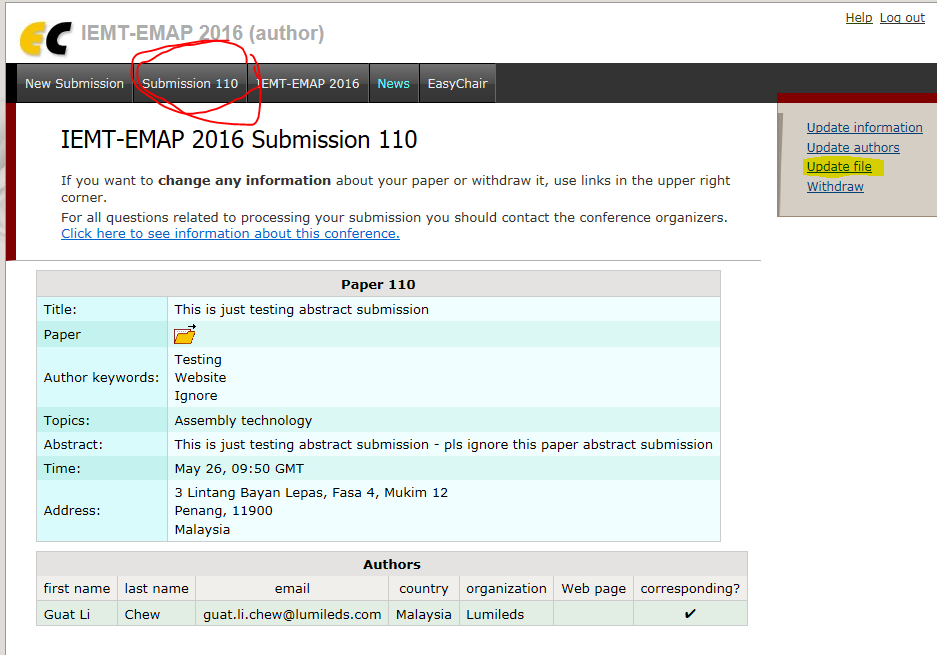 EC IEMT-EMAP 2016 (author)
Help Log out
New Submission Submission 110 IEMT-EMAP 2016 News EasyChair
IEMT-EMAP 2016 Submission 110
If you want to change any information about your paper or withdraw it, use links in the upper right
corner.
For all questions related to processing your submission you should contact the conference organizers.
Click here to see information about this conference.
Update information
Update authors
Update file
Withdraw
Paper 110
Title: This is just testing abstract submission
Paper
Author keywords: Testing
Website
Ignore
Topics: Assembly technology
Abstract: This is just testing abstract submission - pls ignore this paper abstract submission
Time: May 26, 09:50 GMT
Address: 3 Lintang Bayan Lepas, Fasa 4, Mukim 12
Penang, 11900
Malaysia
Authors
first name last name email country organization Web page corresponding?
Guat Li Chew guat.li.chew@lumileds.com Malaysia Lumileds ✔